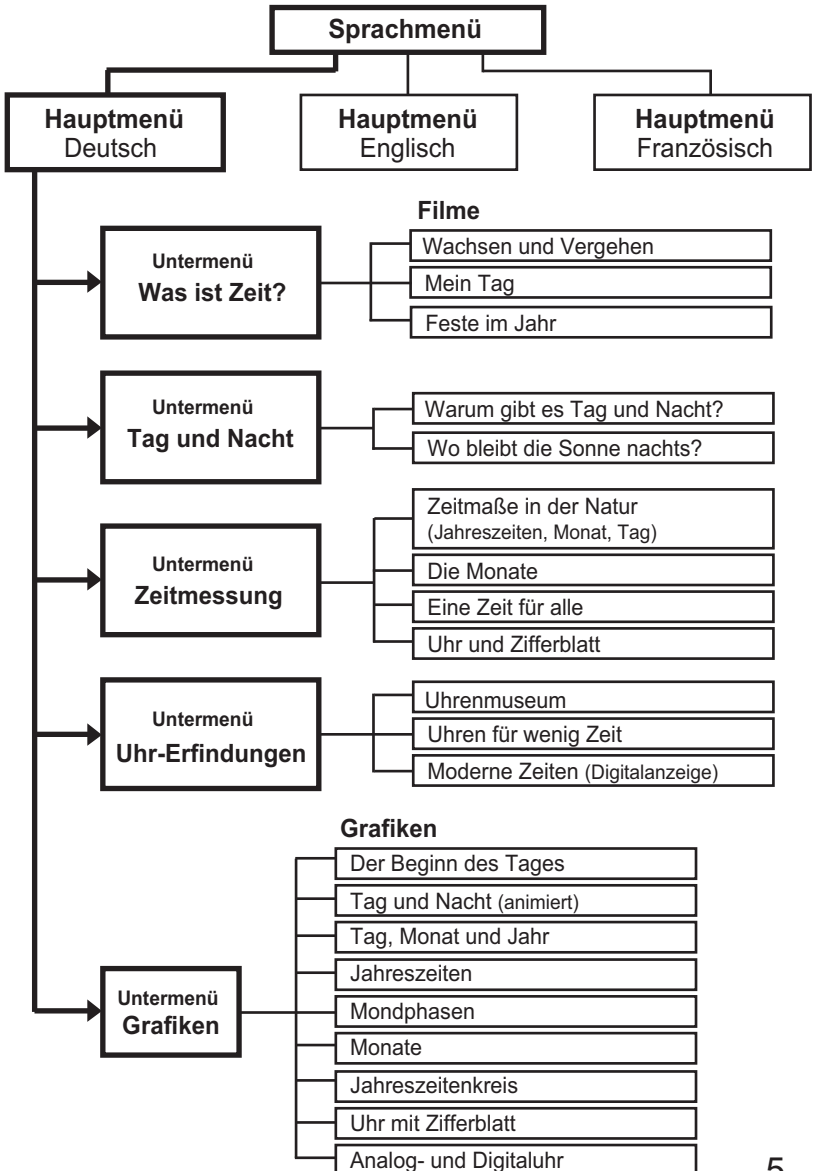 Sprachmenü
Hauptmenü
Deutsch
Hauptmenü
Englisch
Hauptmenü
Französisch
Filme
Untermenü
Was ist Zeit?
Wachsen und Vergehen
Mein Tag
Feste im Jahr
Untermenü
Tag und Nacht
Warum gibt es Tag und Nacht?
Wo bleibt die Sonne nachts?
Untermenü
Zeitmessung
Zeitmaße in der Natur
(Jahreszeiten, Monat, Tag)
Die Monate
Eine Zeit für alle
Uhr und Zifferblatt
Untermenü
Uhr-Erfindungen
Uhrenmuseum
Uhren für wenig Zeit
Moderne Zeiten (Digitalanzeige)
Grafiken
Untermenü
Grafiken
Der Beginn des Tages
Tag und Nacht (animiert)
Tag, Monat und Jahr
Jahreszeiten
Mondphasen
Monate
Jahreszeitenkreis
Uhr mit Zifferblatt
Analog- und Digitaluhr
5